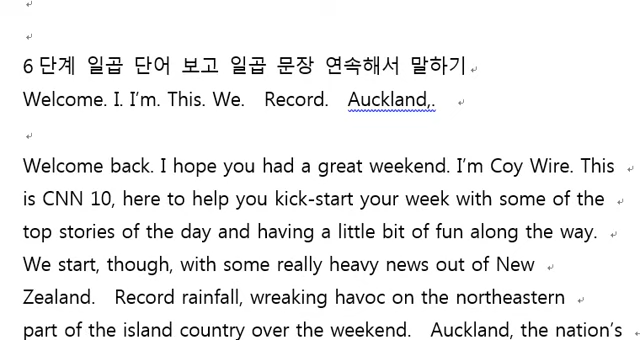 6 단계 일곱 단어 보고 일곱 문장 연속해서 말하기
Welcome. I. I’m. This. We. Record. Auckland,.
Welcome back. I hope you had a great weekend. I’m Coy Wire. This
is CNN 10, here to help you kick-start your week with some of the
top stories of the day and having a little bit of fun along the way.
We start, though, with some really heavy news out of New
Zealand. Record rainfall, wreaking havoc on the northeastern
part of the island country over the weekend. Auckland, the nation’s